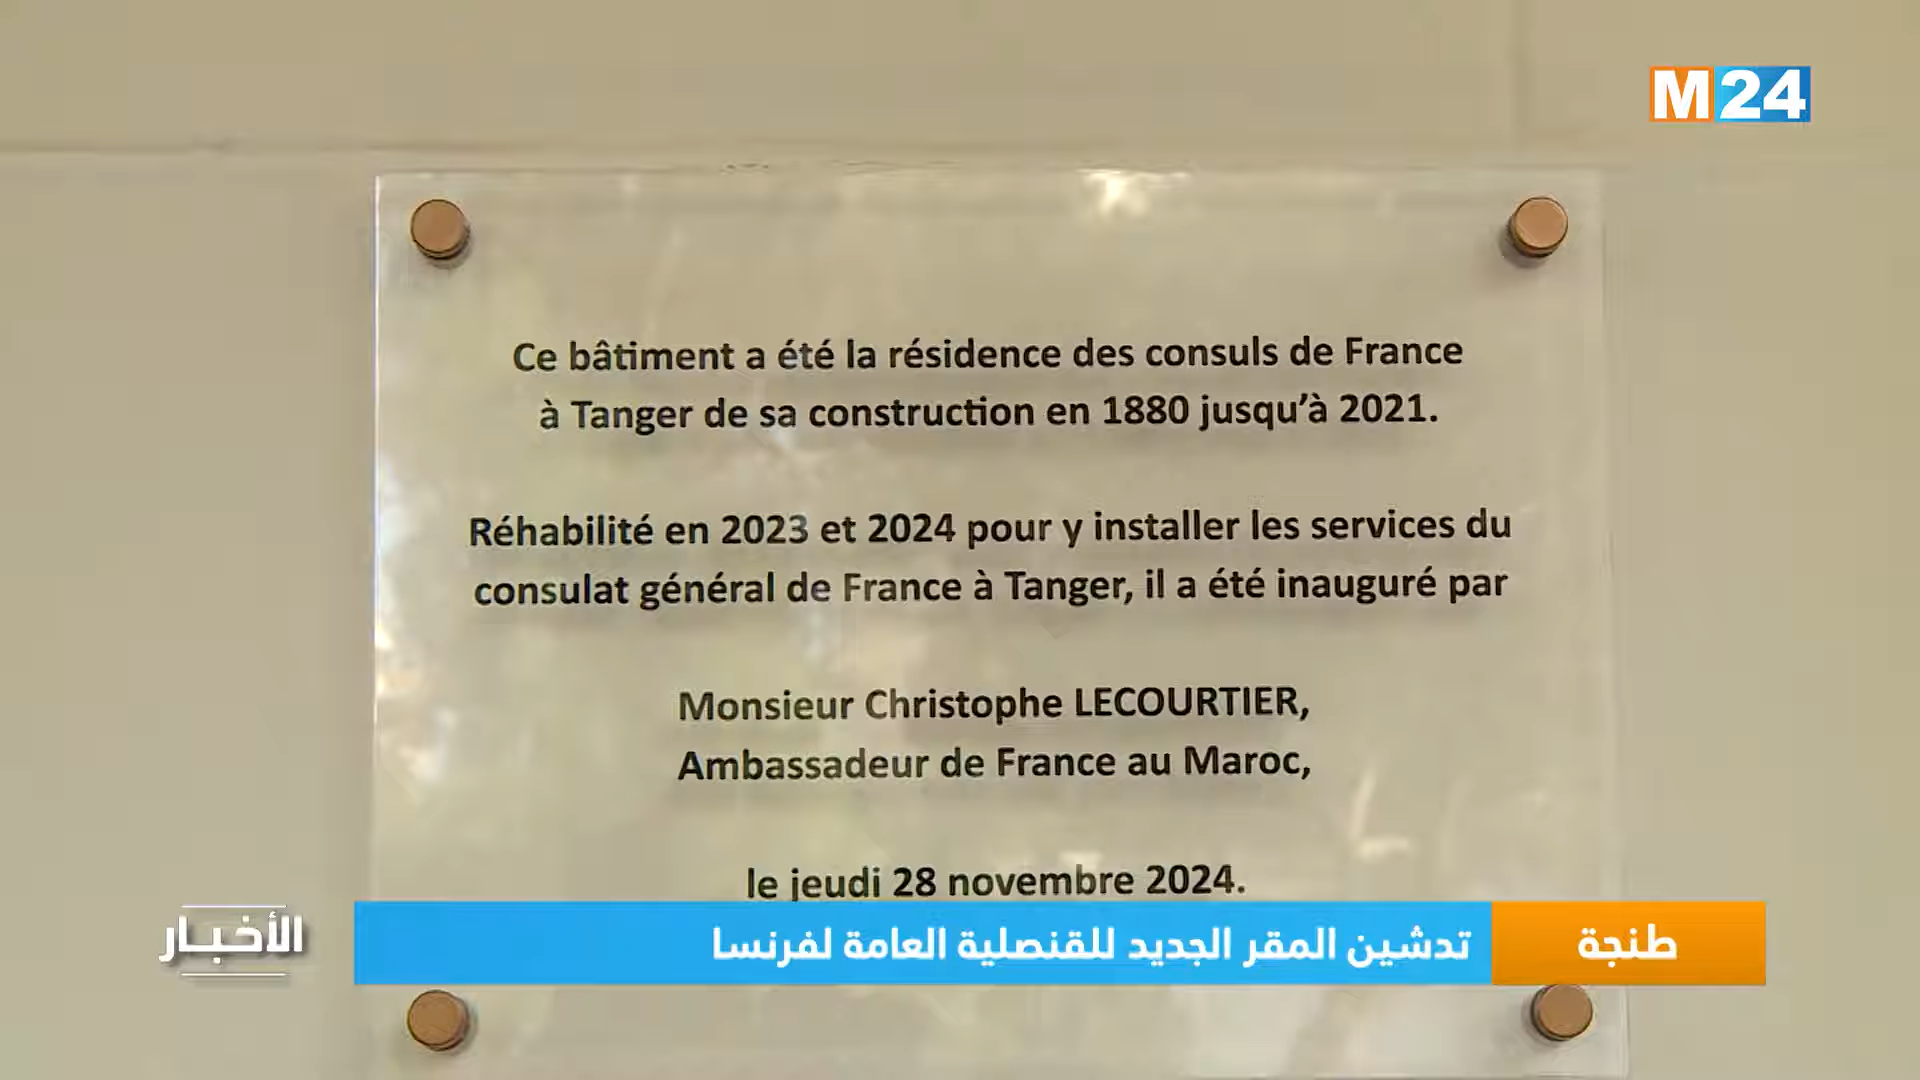 M24
Ce bâtiment a été la résidence des consuls de France
à Tanger de sa construction en 1880 jusqu’à 2021.
Réhabilité en 2023 et 2024 pour y installer les services du
consulat général de France à Tanger, il a été inauguré par
Monsieur Christophe LECOURTIER,
Ambassadeur de France au Maroc,
le jeudi 28 novembre 2024.
طنجة
تدشين المقر الجديد للقنصلية العامة لفرنسا
الأخبار